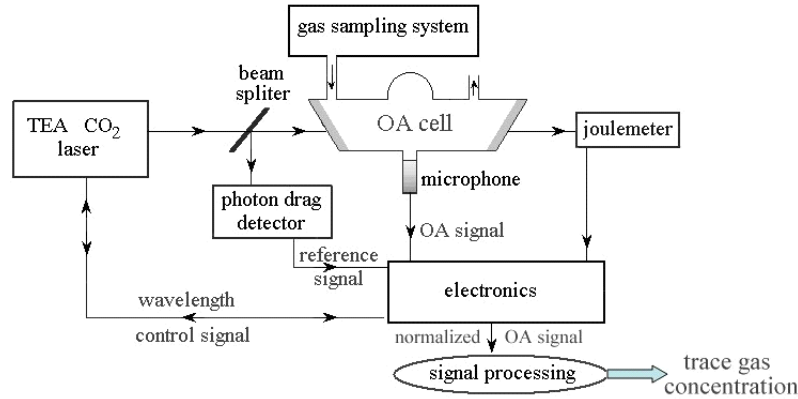 gas sampling system
beam
spliter
TEA CO₂
laser
OA cell
joulemeter
microphone
photon drag
detector
OA signal
reference
signal
electronics
wavelength
control signal
normalized OA signal
signal processing
trace gas
concentration